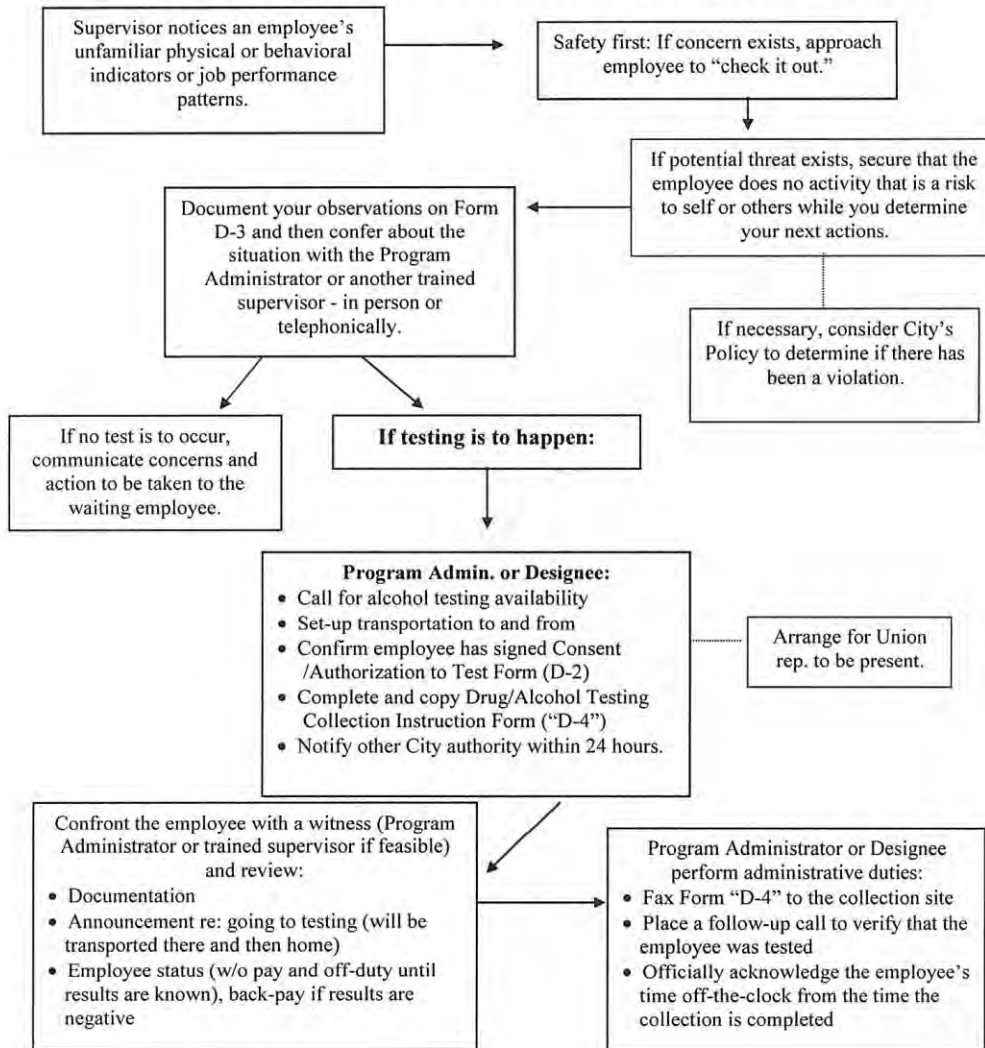 Supervisor notices an employee's
unfamiliar physical or behavioral
indicators or job performance
patterns.
Safety first: If concern exists, approach
employee to "check it out."
If potential threat exists, secure that the
employee does no activity that is a risk
to self or others while you determine
your next actions.
Document your observations on Form
D-3 and then confer about the
situation with the Program
Administrator or another trained
supervisor - in person or
telephonically.
If necessary, consider City's
Policy to determine if there has
been a violation.
If no test is to occur,
communicate concerns and
action to be taken to the
waiting employee.
If testing is to happen:
Program Admin. or Designee:
• Call for alcohol testing availability
• Set-up transportation to and from
• Confirm employee has signed Consent
/Authorization to Test Form (D-2)
• Complete and copy Drug/Alcohol Testing
Collection Instruction Form ("D-4")
• Notify other City authority within 24 hours.
Arrange for Union
rep. to be present.
Confront the employee with a witness (Program
Administrator or trained supervisor if feasible)
and review:
• Documentation
• Announcement re: going to testing (will be
transported there and then home)
• Employee status (w/o pay and off-duty until
results are known), back-pay if results are
negative
Program Administrator or Designee
perform administrative duties:
• Fax Form "D-4" to the collection site
• Place a follow-up call to verify that the
employee was tested
• Officially acknowledge the employee's
time off-the-clock from the time the
collection is completed